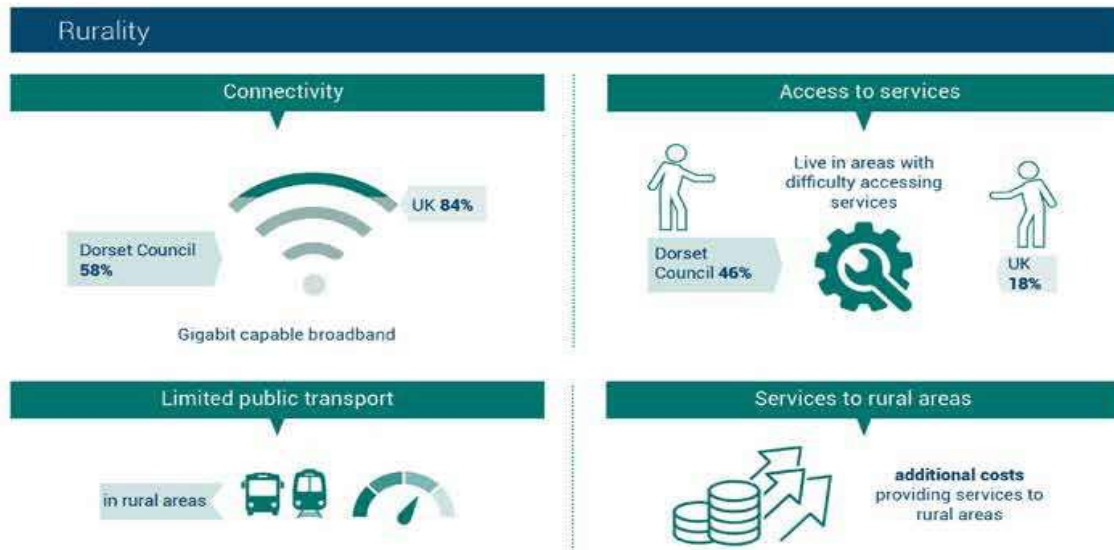 Rurality
Connectivity
UK 84%
Dorset Council
58%
Gigabit capable broadband
Access to services
Live in areas with
difficulty accessing
services
Dorset
Council 46%
UK
18%
Limited public transport
in rural areas
Services to rural areas
additional costs
providing services to
rural areas